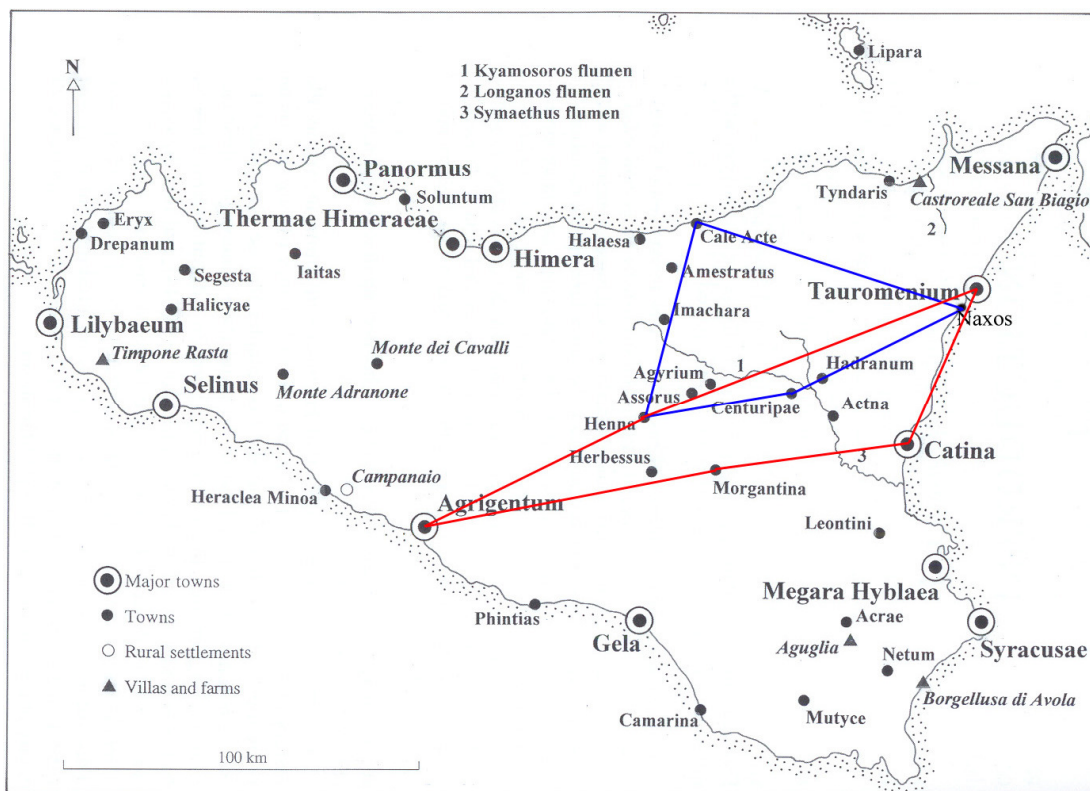 Lipara
N
1 Kyamosoros flumen
2 Longanos flumen
3 Symaethus flumen
Messana
Panormus
Soluntum
Tyndaris
Castroreale San Biagio
Eryx
Drepanum
Thermae Himeraeae
Halaesa
Cale Acte
2
Himera
Iaitas
Segesta
Amestratus
Tauromenium
Halicyae
Imachara
Naxos
Lilybaeum
Timpone Rasta
Monte dei Cavalli
1
Hadranum
Agyrium
Monte Adranone
Selinus
Assorus
Centuripae
Henna
Aetna
Catina
Herbessus
3
Campanaio
Morgantina
Heraclea Minoa
Agrigentum
Leontini
Major towns
Megara Hyblaea
Towns
Phintias
Acrae
Gela
Aguglia
Syracusae
Rural settlements
Netum
Villas and farms
Borgellusa di Avola
Camarina
Mutyce
100 km